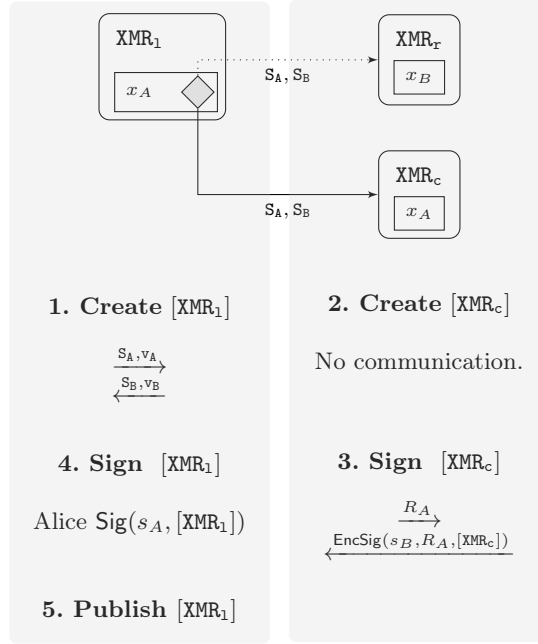 XMR_l
x_A
S_A, S_B
XMR_r
x_B
S_A, S_B
XMR_c
x_A
1. Create [XMR_l]
S_A,v_A
S_B,v_B
2. Create [XMR_c]
No communication.
4. Sign [XMR_l]
Alice Sig(s_A, [XMR_l])
3. Sign [XMR_c]
R_A
EncSig(s_B,R_A,[XMR_c])
5. Publish [XMR_l]